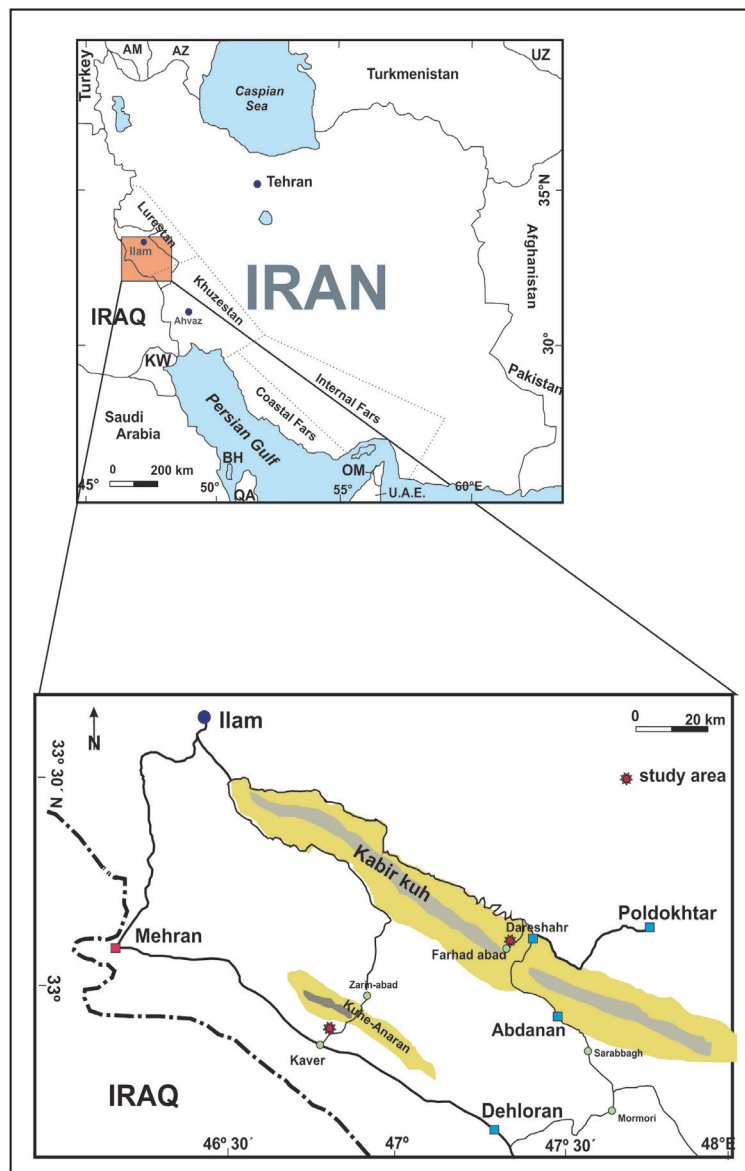 AM
AZ
UZ
Turkey
Caspian
Sea
Turkmenistan
Tehran
35°N
Lurestan
Ilam
Afghanistan
IRAN
Khuzestan
IRAQ
Ahvaz
30°
KW
Pakistan
Internal Fars
Coastal Fars
Saudi
Arabia
Persian Gulf
BH
OM
0 200 km
45°
50°
QA
55°
U.A.E.
60°E
Ilam
0 20 km
N
33° 30´ N
study area
Kabir kuh
Poldokhtar
Dareshahr
Mehran
Farhad abad
33°
Zarm-abad
Kuhe-Anaran
Abdanan
Kaver
Sarabbagh
IRAQ
Dehloran
Mormori
46° 30´
47°
47° 30´
48°E